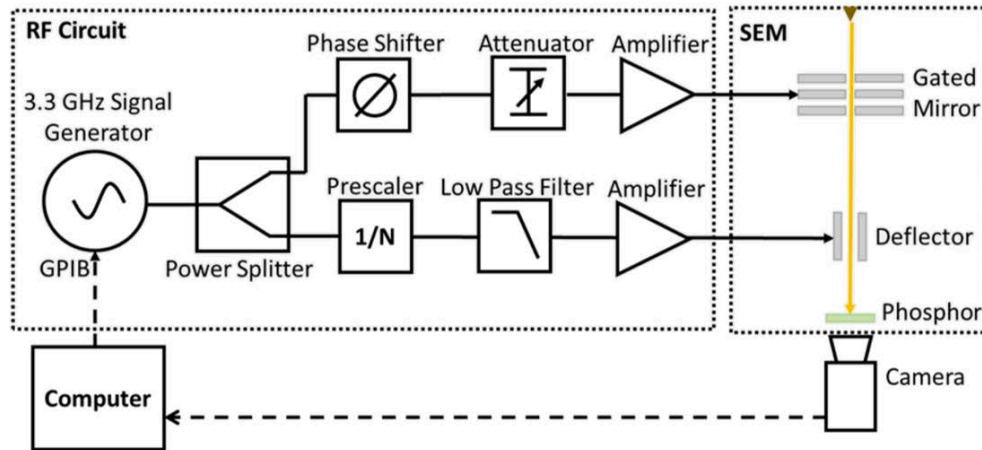 RF Circuit
SEM
Phase Shifter
Attenuator
Amplifier
3.3 GHz Signal
Generator
Gated
Mirror
Prescaler
Low Pass Filter
Amplifier
1/N
Deflector
GPIB
Power Splitter
Phosphor
Camera
Computer